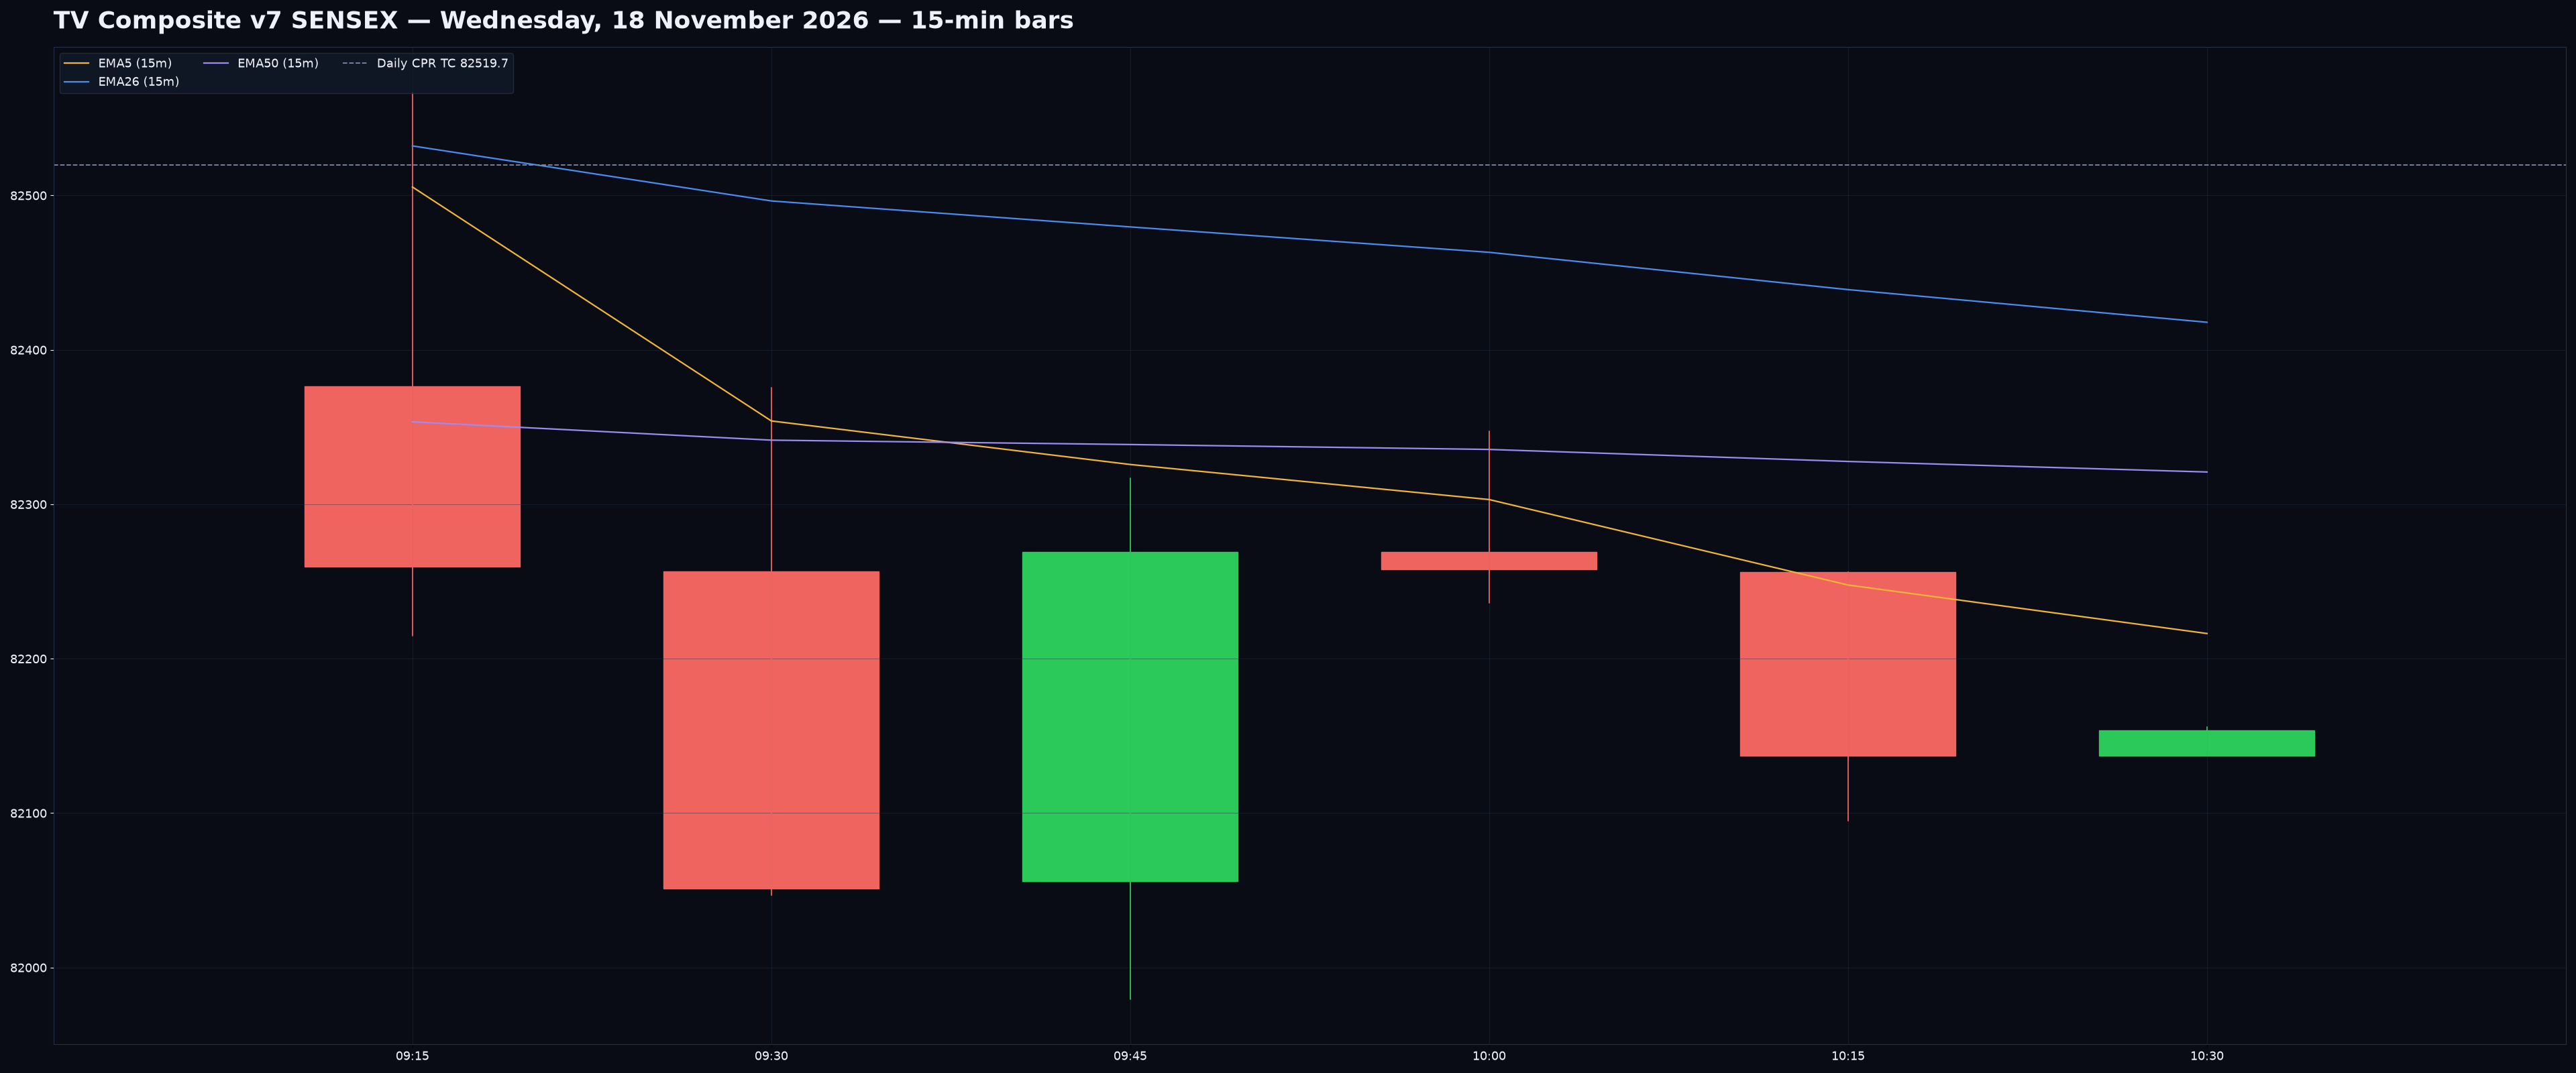 TV Composite v7 SENSEX — Wednesday, 18 November 2026 — 15-min bars
EMA5 (15m) EMA50 (15m) Daily CPR TC 82519.7
EMA26 (15m)
82500
82400
82300
82200
82100
82000
09:15 09:30 09:45 10:00 10:15 10:30